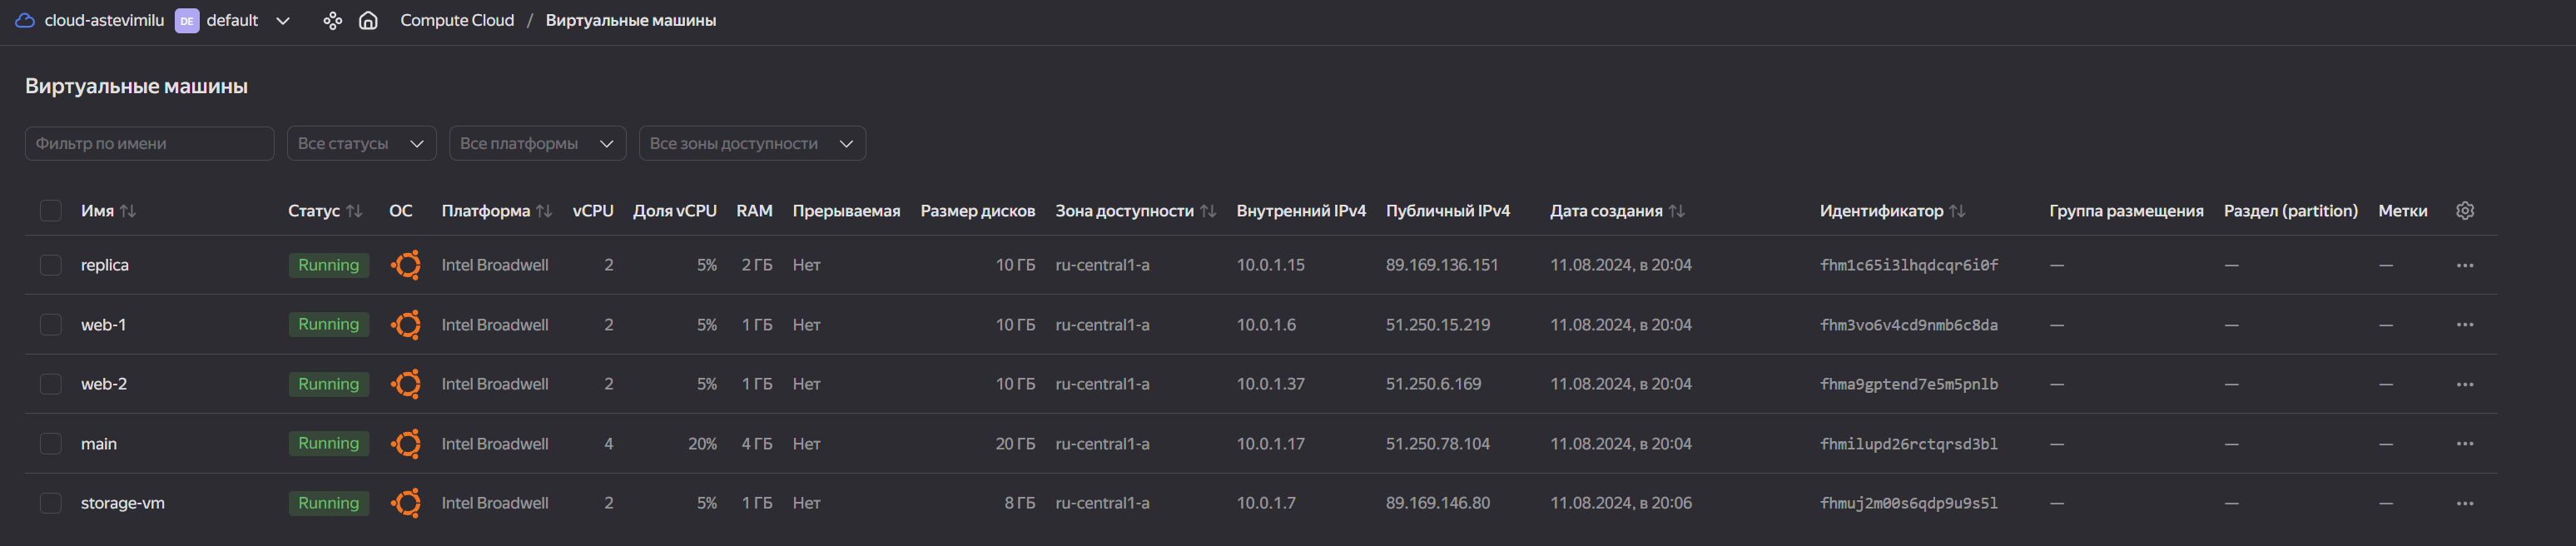 cloud-astevimilu DE default Compute Cloud / Виртуальные машины
Виртуальные машины
Фильтр по имени Все статусы Все платформы Все зоны доступности
Имя Статус ОС Платформа vCPU Доля vCPU RAM Прерываемая Размер дисков Зона доступности Внутренний IPv4 Публичный IPv4 Дата создания Идентификатор Группа размещения Раздел (partition) Метки
replica Running Intel Broadwell 2 5% 2 ГБ Нет 10 ГБ ru-central1-a 10.0.1.15 89.169.136.151 11.08.2024, в 20:04 fhm1c65i3lhqdcqr6i0f — — —
web-1 Running Intel Broadwell 2 5% 1 ГБ Нет 10 ГБ ru-central1-a 10.0.1.6 51.250.15.219 11.08.2024, в 20:04 fhm3vo6v4cd9nmb6c8da — — —
web-2 Running Intel Broadwell 2 5% 1 ГБ Нет 10 ГБ ru-central1-a 10.0.1.37 51.250.6.169 11.08.2024, в 20:04 fhma9gptend7e5m5pnlb — — —
main Running Intel Broadwell 4 20% 4 ГБ Нет 20 ГБ ru-central1-a 10.0.1.17 51.250.78.104 11.08.2024, в 20:04 fhmilupd26rctqrsd3bl — — —
storage-vm Running Intel Broadwell 2 5% 1 ГБ Нет 8 ГБ ru-central1-a 10.0.1.7 89.169.146.80 11.08.2024, в 20:06 fhmuj2m00s6qdp9u9s5l — — —